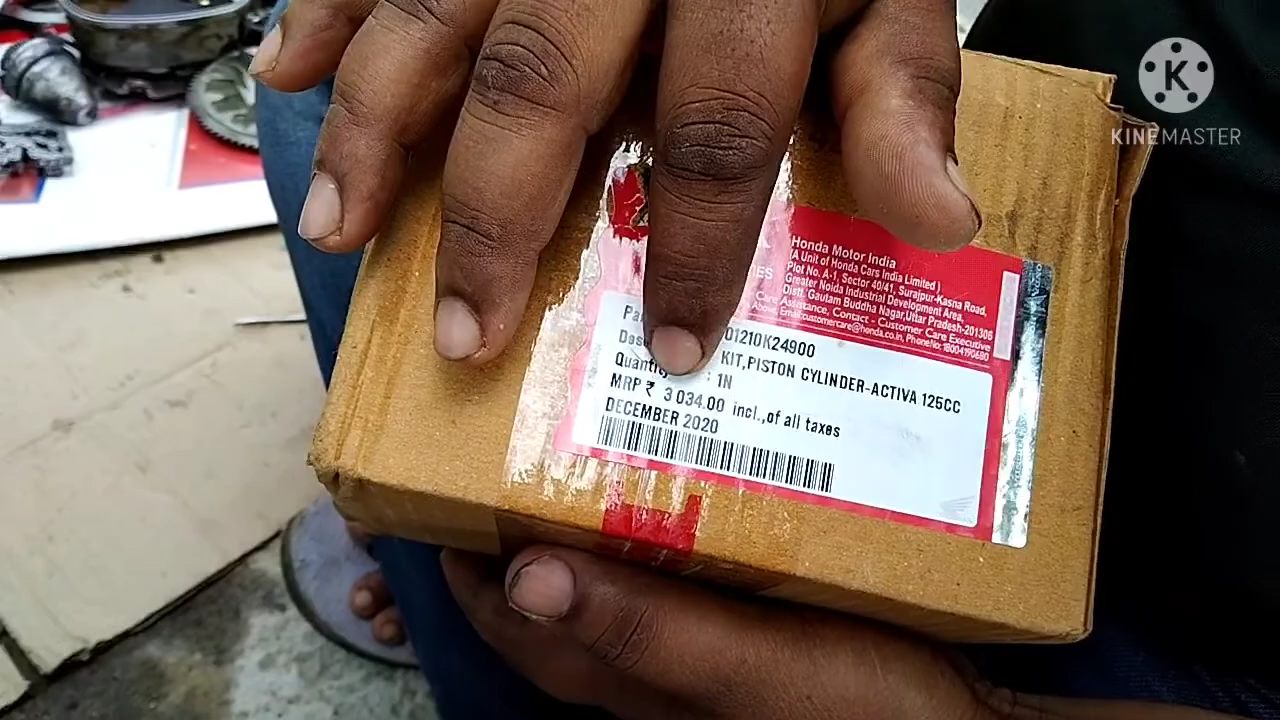 K
KINEMASTER
Honda Motor India
(A Unit of Honda Cars India Limited)
Plot No. A-1, Sector 40/41, Surajpur-Kasna Road,
Greater Noida Industrial Development Area,
Distt. Gautam Buddha Nagar,Uttar Pradesh-201306
Care Assistance, Contact - Customer Care Executive
Above, Email:customercare@honda.co.in, PhoneNo: 18004190680
01210K24900
KIT,PISTON CYLINDER-ACTIVA 125CC
Quantity : 1N
MRP ₹ 3 034.00 incl.,of all taxes
DECEMBER 2020